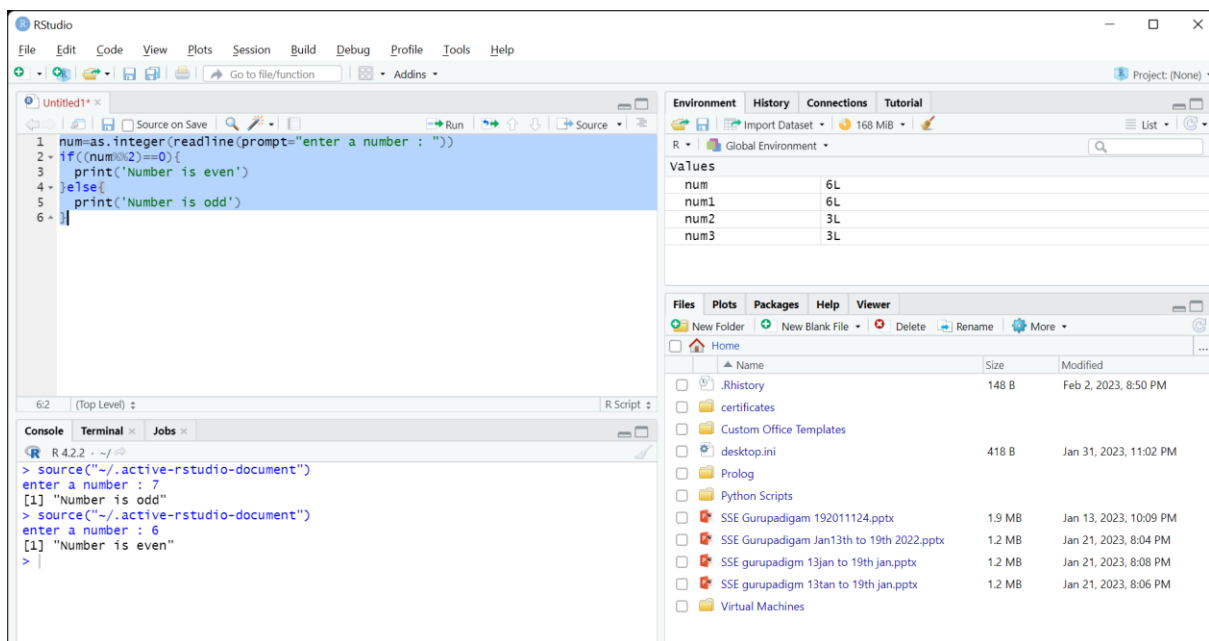 RStudio
File Edit Code View Plots Session Build Debug Profile Tools Help
Go to file/function Addins Project: (None)
Untitled1*
Source on Save Run Source
1 num=as.integer(readline(prompt="enter a number : "))
2 if((num%%2)==0){
3 print('Number is even')
4 }else{
5 print('Number is odd')
6 }
6:2 (Top Level) R Script
Console Terminal Jobs
R 4.2.2 · ~/
> source("~/.active-rstudio-document")
enter a number : 7
[1] "Number is odd"
> source("~/.active-rstudio-document")
enter a number : 6
[1] "Number is even"
>
Environment History Connections Tutorial
Import Dataset 168 MiB List
R Global Environment
Values
num 6L
num1 6L
num2 3L
num3 3L
Files Plots Packages Help Viewer
New Folder New Blank File Delete Rename More
Home ...
Name Size Modified
.Rhistory 148 B Feb 2, 2023, 8:50 PM
certificates
Custom Office Templates
desktop.ini 418 B Jan 31, 2023, 11:02 PM
Prolog
Python Scripts
SSE Gurupadigam 192011124.pptx 1.9 MB Jan 13, 2023, 10:09 PM
SSE Gurupadigam Jan13th to 19th 2022.pptx 1.2 MB Jan 21, 2023, 8:04 PM
SSE gurupadigm 13jan to 19th jan.pptx 1.2 MB Jan 21, 2023, 8:08 PM
SSE gurupadigm 13tan to 19th jan.pptx 1.2 MB Jan 21, 2023, 8:06 PM
Virtual Machines